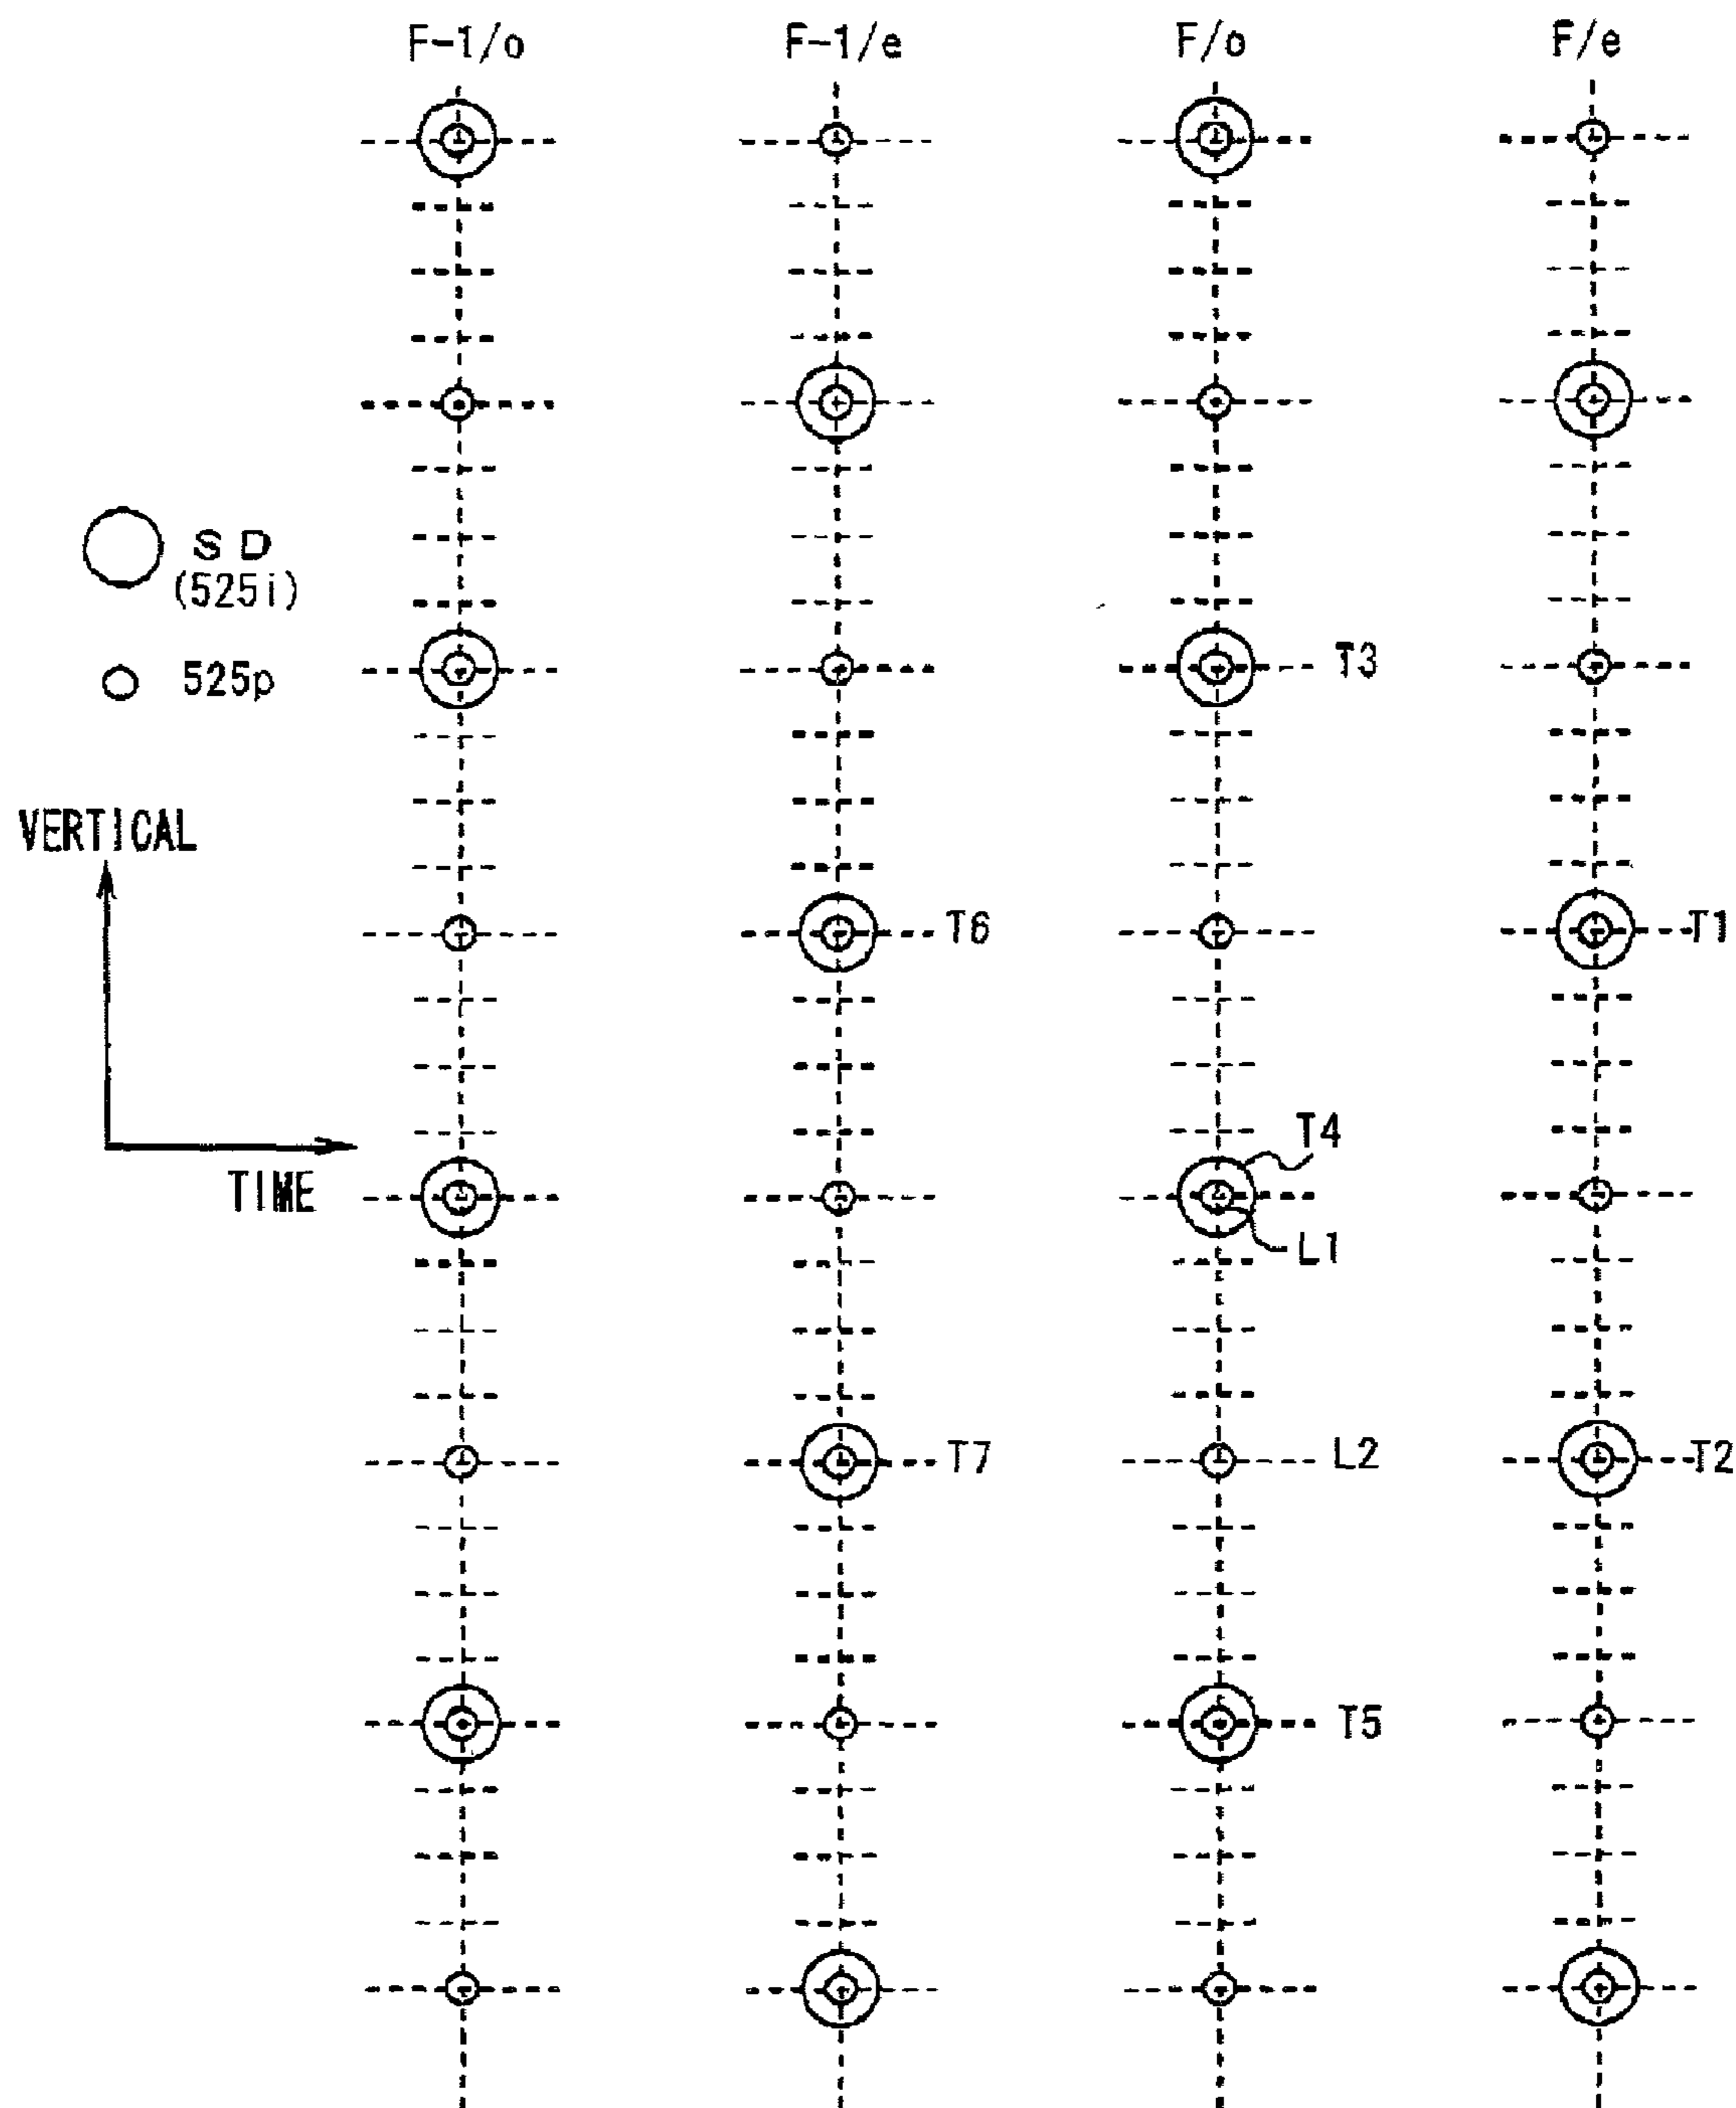 F-1/o F-1/e F/o F/e
SD
(525i)
525p
T3
VERTICAL
T6 T1
T4
TIME
L1
T7 L2 T2
T5